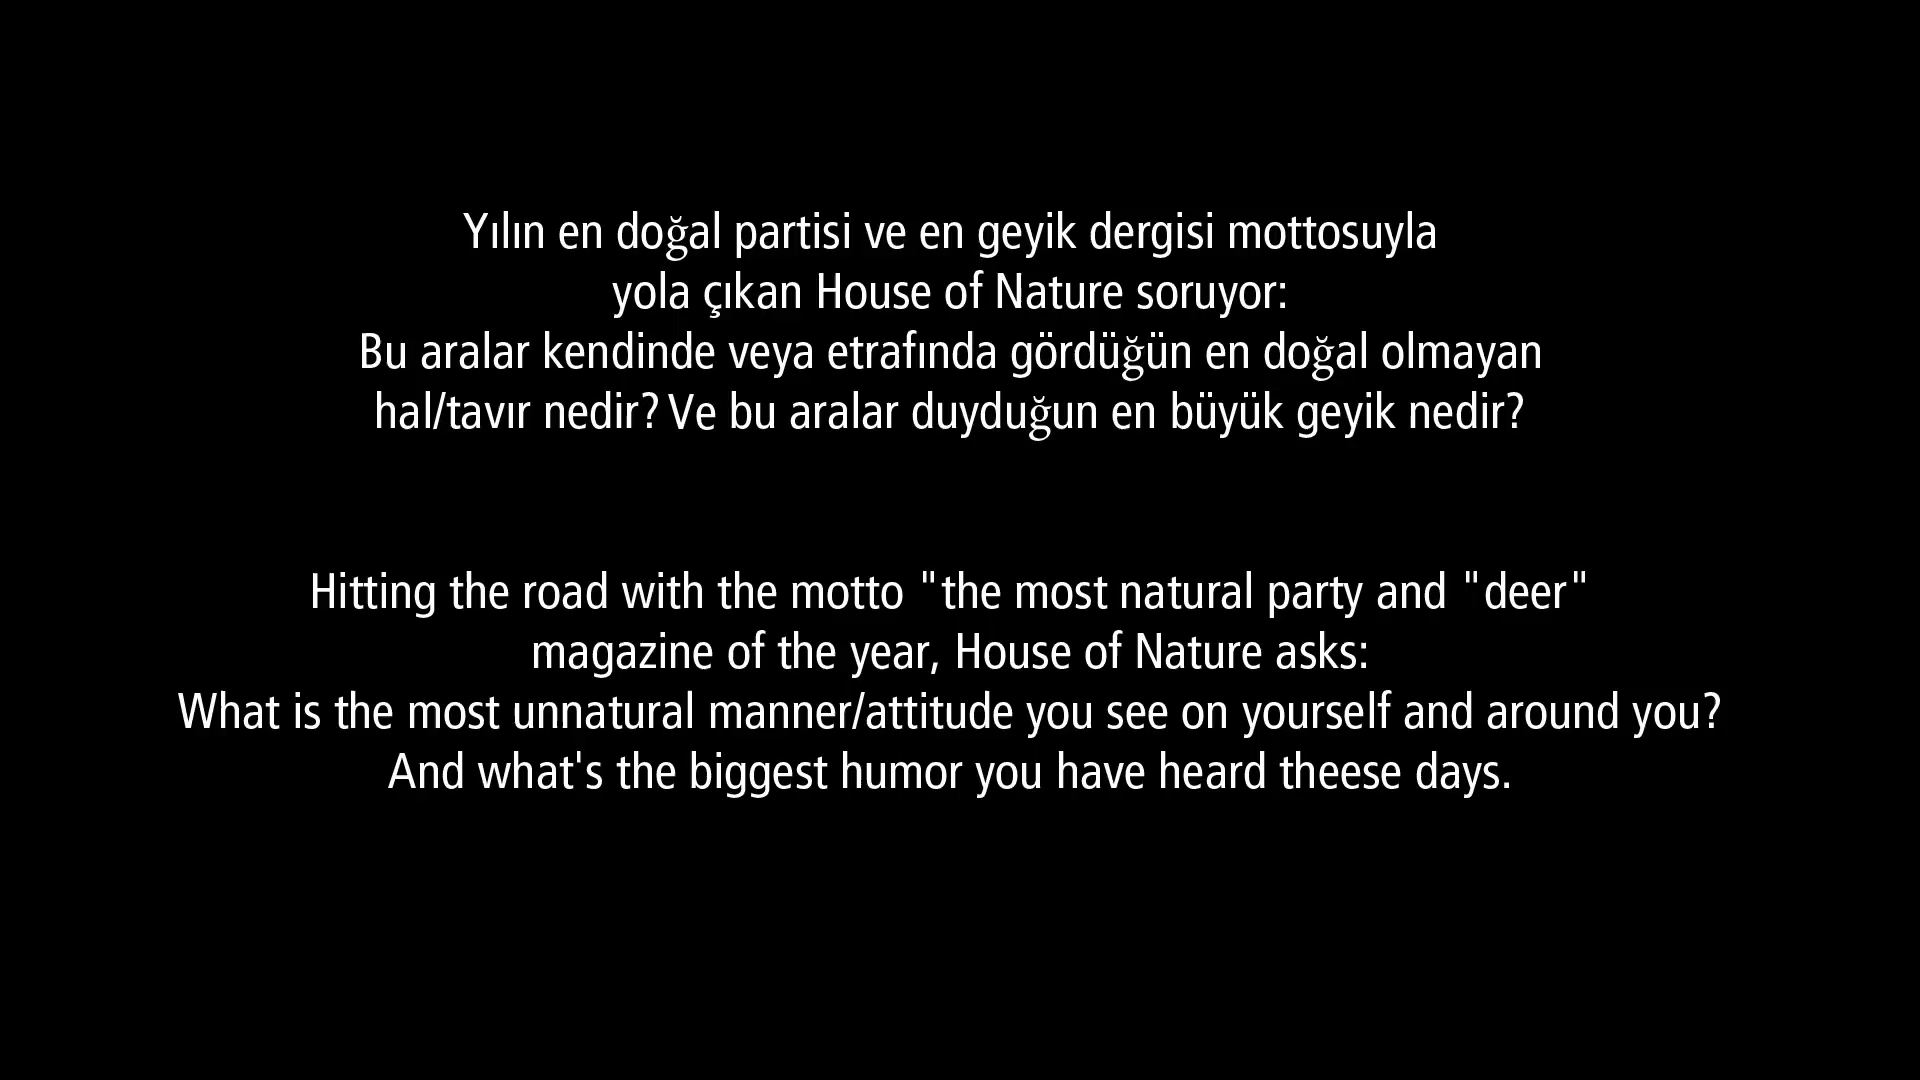 Yılın en doğal partisi ve en geyik dergisi mottosuyla
yola çıkan House of Nature soruyor:
Bu aralar kendinde veya etrafında gördüğün en doğal olmayan
hal/tavır nedir? Ve bu aralar duyduğun en büyük geyik nedir?
Hitting the road with the motto "the most natural party and "deer"
magazine of the year, House of Nature asks:
What is the most unnatural manner/attitude you see on yourself and around you?
And what's the biggest humor you have heard theese days.